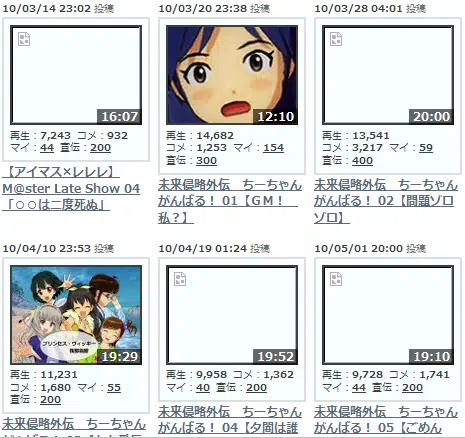 10/03/14 23:02 投稿
16:07
再生：7,243 コメ：932
マイ：44 宣伝：200
【アイマス×レレレ】
M@ster Late Show 04
「○○は二度死ぬ」
10/03/20 23:38 投稿
12:10
再生：14,682
コメ：1,253 マイ：154
宣伝：300
未来侵略外伝 ちーちゃん
がんばる！ 01【ＧＭ！
私？】
10/03/28 04:01 投稿
20:00
再生：13,541
コメ：3,217 マイ：59
宣伝：400
未来侵略外伝 ちーちゃん
がんばる！ 02【問題ゾロ
ゾロ】
10/04/10 23:53 投稿
プリンセス・ヴィッキー
19:29
再生：11,231
コメ：1,680 マイ：55
宣伝：200
未来侵略外伝 ちーちゃん
10/04/19 01:24 投稿
19:52
再生：9,958 コメ：1,362
マイ：40 宣伝：200
未来侵略外伝 ちーちゃん
がんばる！ 04【夕岡は誰
10/05/01 20:00 投稿
19:10
再生：9,728 コメ：1,741
マイ：44 宣伝：200
未来侵略外伝 ちーちゃん
がんばる！ 05【ごめん